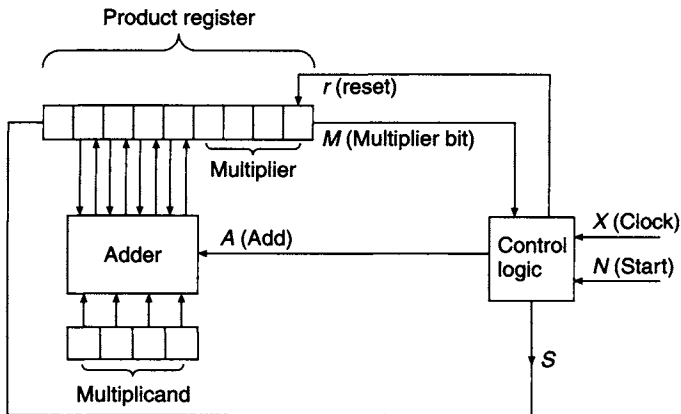 Product register
r (reset)
M (Multiplier bit)
Multiplier
X (Clock)
A (Add)
Adder
Control
logic
N (Start)
S
Multiplicand